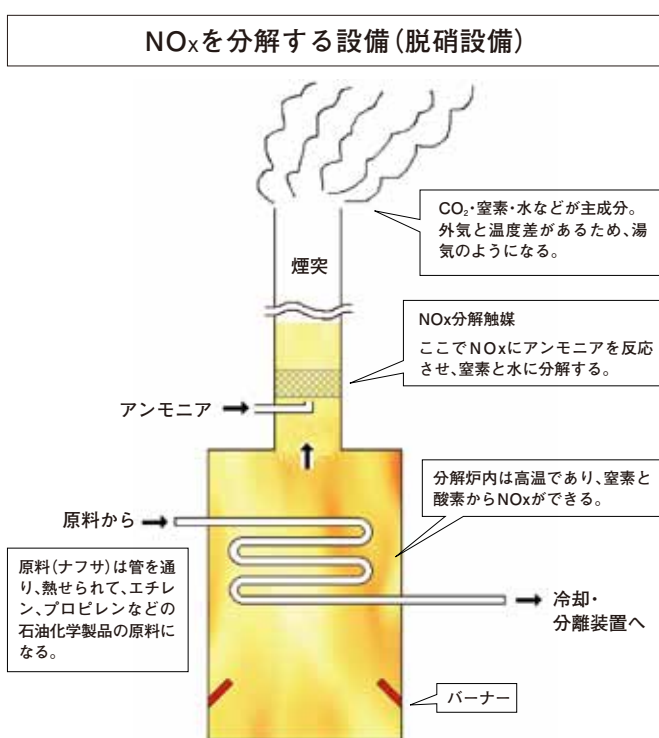 NOxを分解する設備（脱硝設備）
CO₂・窒素・水などが主成分。
外気と温度差があるため、湯
気のようになる。
煙突
NOx分解触媒
ここでNOxにアンモニアを反応
させ、窒素と水に分解する。
アンモニア
分解炉内は高温であり、窒素と
酸素からNOxができる。
原料から
原料（ナフサ）は管を通
り、熱せられて、エチレ
ン、プロピレンなどの
石油化学製品の原料に
なる。
冷却・
分離装置へ
バーナー